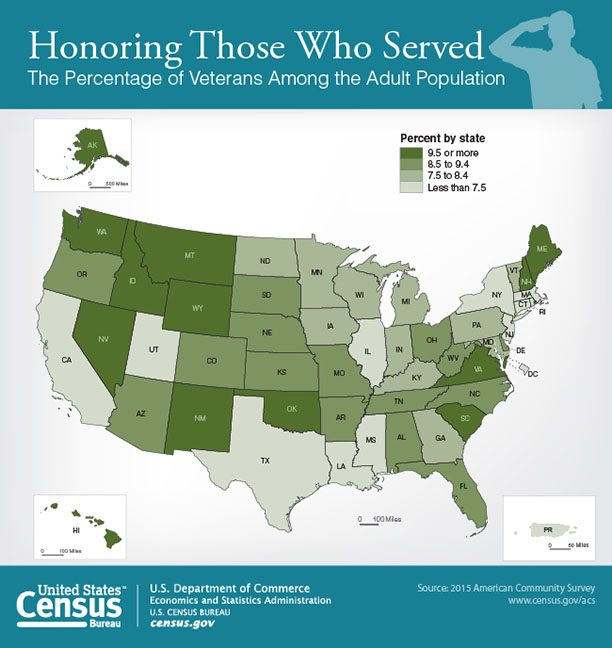 Honoring Those Who Served
The Percentage of Veterans Among the Adult Population
AK
0 500 Miles
Percent by state
9.5 or more
8.5 to 9.4
7.5 to 8.4
Less than 7.5
WA
MT
ND
MN
ME
VT
NH
OR
ID
SD
WI
MI
NY
MA
CT
RI
WY
IA
PA
NJ
NE
IL
IN
OH
MD
DE
NV
UT
CO
KS
MO
KY
WV
VA
DC
CA
AZ
NM
OK
AR
TN
NC
SC
TX
LA
MS
AL
GA
FL
0 100 Miles
HI
0 100 Miles
PR
0 50 Miles
United States™
Census
Bureau
U.S. Department of Commerce
Economics and Statistics Administration
U.S. CENSUS BUREAU
census.gov
Source: 2015 American Community Survey
www.census.gov/acs